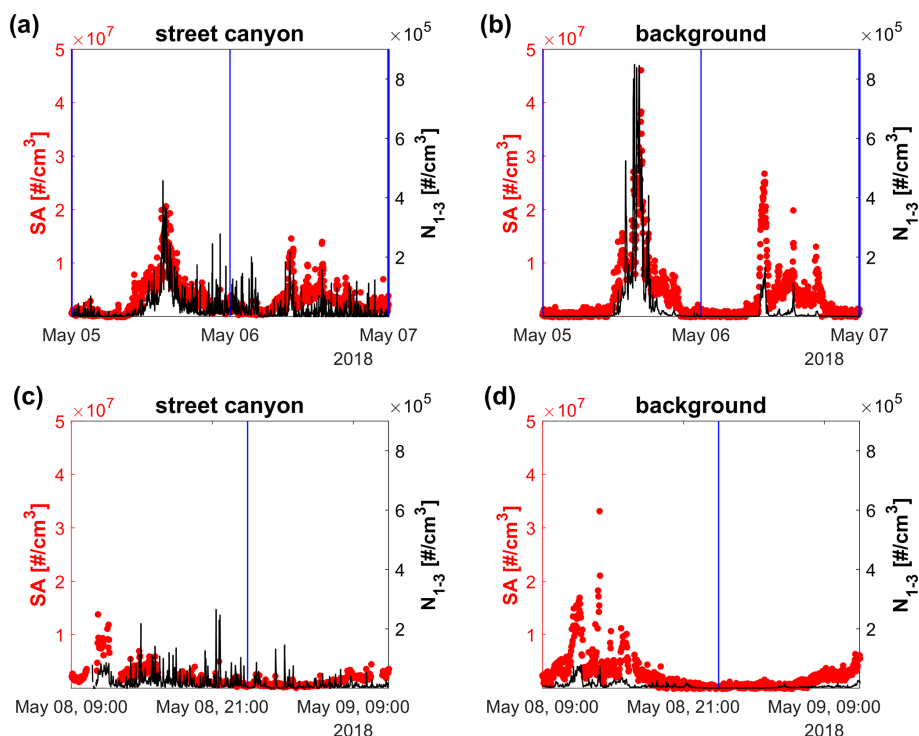 (a) street canyon
×10⁷ ×10⁵
SA [#/cm³]
5
4
3
2
1
N₁₋₃ [#/cm³]
8
6
4
2
May 05 May 06 May 07
2018
(b) background
×10⁷ ×10⁵
SA [#/cm³]
5
4
3
2
1
N₁₋₃ [#/cm³]
8
6
4
2
May 05 May 06 May 07
2018
(c) street canyon
×10⁷ ×10⁵
SA [#/cm³]
5
4
3
2
1
N₁₋₃ [#/cm³]
8
6
4
2
May 08, 09:00 May 08, 21:00 May 09, 09:00
2018
(d) background
×10⁷ ×10⁵
SA [#/cm³]
5
4
3
2
1
N₁₋₃ [#/cm³]
8
6
4
2
May 08, 09:00 May 08, 21:00 May 09, 09:00
2018